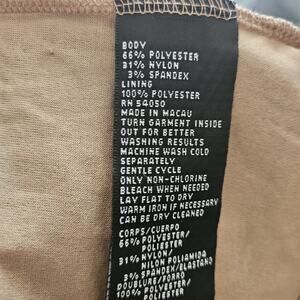 BODY
66% POLYESTER
31% NYLON
3% SPANDEX
LINING
100% POLYESTER
RN 54050
MADE IN MACAU
TURN GARMENT INSIDE
OUT FOR BETTER
WASHING RESULTS
MACHINE WASH COLD
SEPARATELY
GENTLE CYCLE
ONLY NON-CHLORINE
BLEACH WHEN NEEDED
LAY FLAT TO DRY
WARM IRON IF NECESSARY
CAN BE DRY CLEANED
CORPS/CUERPO
66% POLYESTER/
POLIESTER
31% NYLON/
NILON POLIAMIDA
3% SPANDEX/ELASTANO
DOUBLURE/FORRO
100% POLYESTER/
POLIESTER